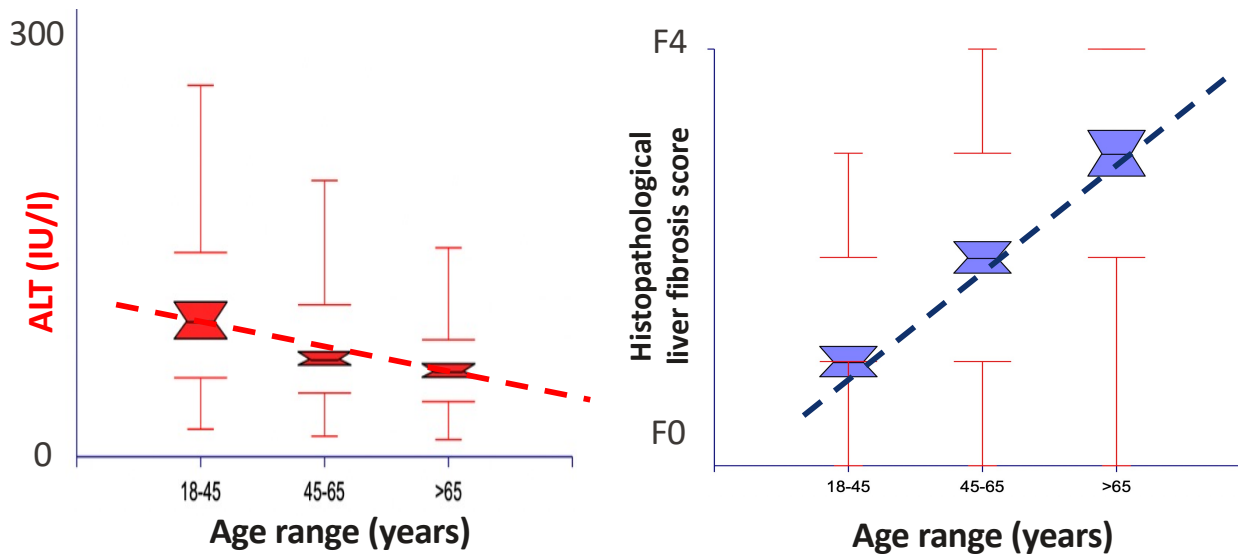 300
ALT (IU/l)
0
18-45
45-65
>65
Age range (years)
F4
Histopathological
liver fibrosis score
F0
18-45
45-65
>65
Age range (years)